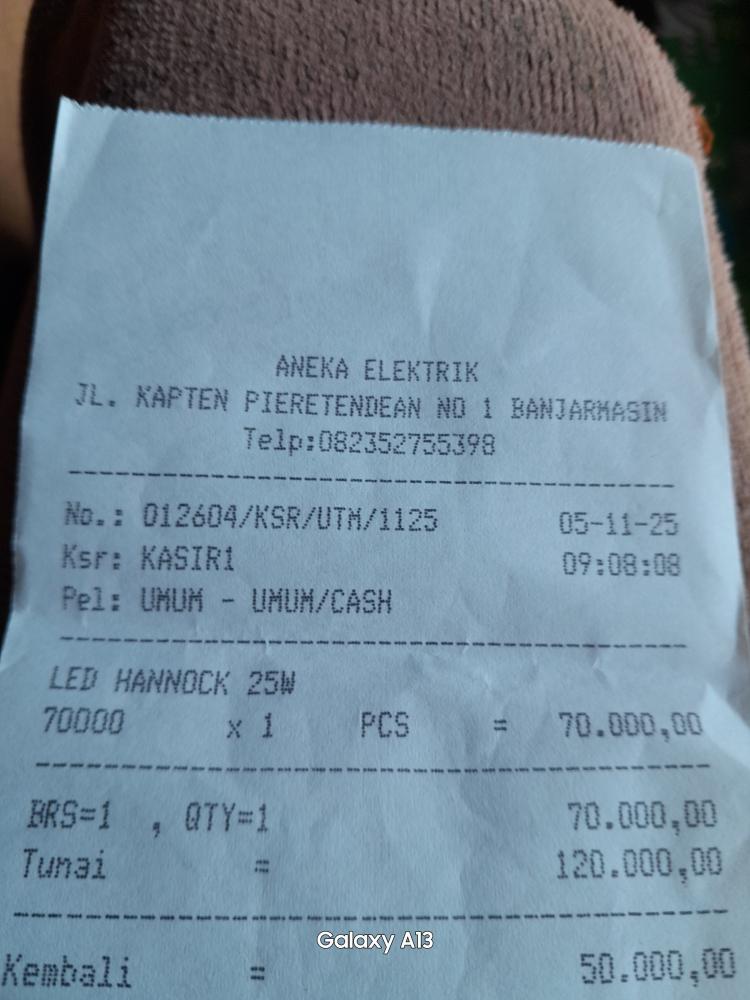 ANEKA ELEKTRIK
JL. KAPTEN PIERETENDEAN NO 1 BANJARMASIN
Telp:082352755398
No.: 012604/KSR/UTM/1125 05-11-25
Ksr: KASIR1 09:08:08
Pel: UMUM - UMUM/CASH
LED HANNOCK 25W
70000 x 1 PCS = 70.000,00
BRS=1 , QTY=1 70.000,00
Tunai = 120.000,00
Galaxy A13
Kembali = 50.000,00